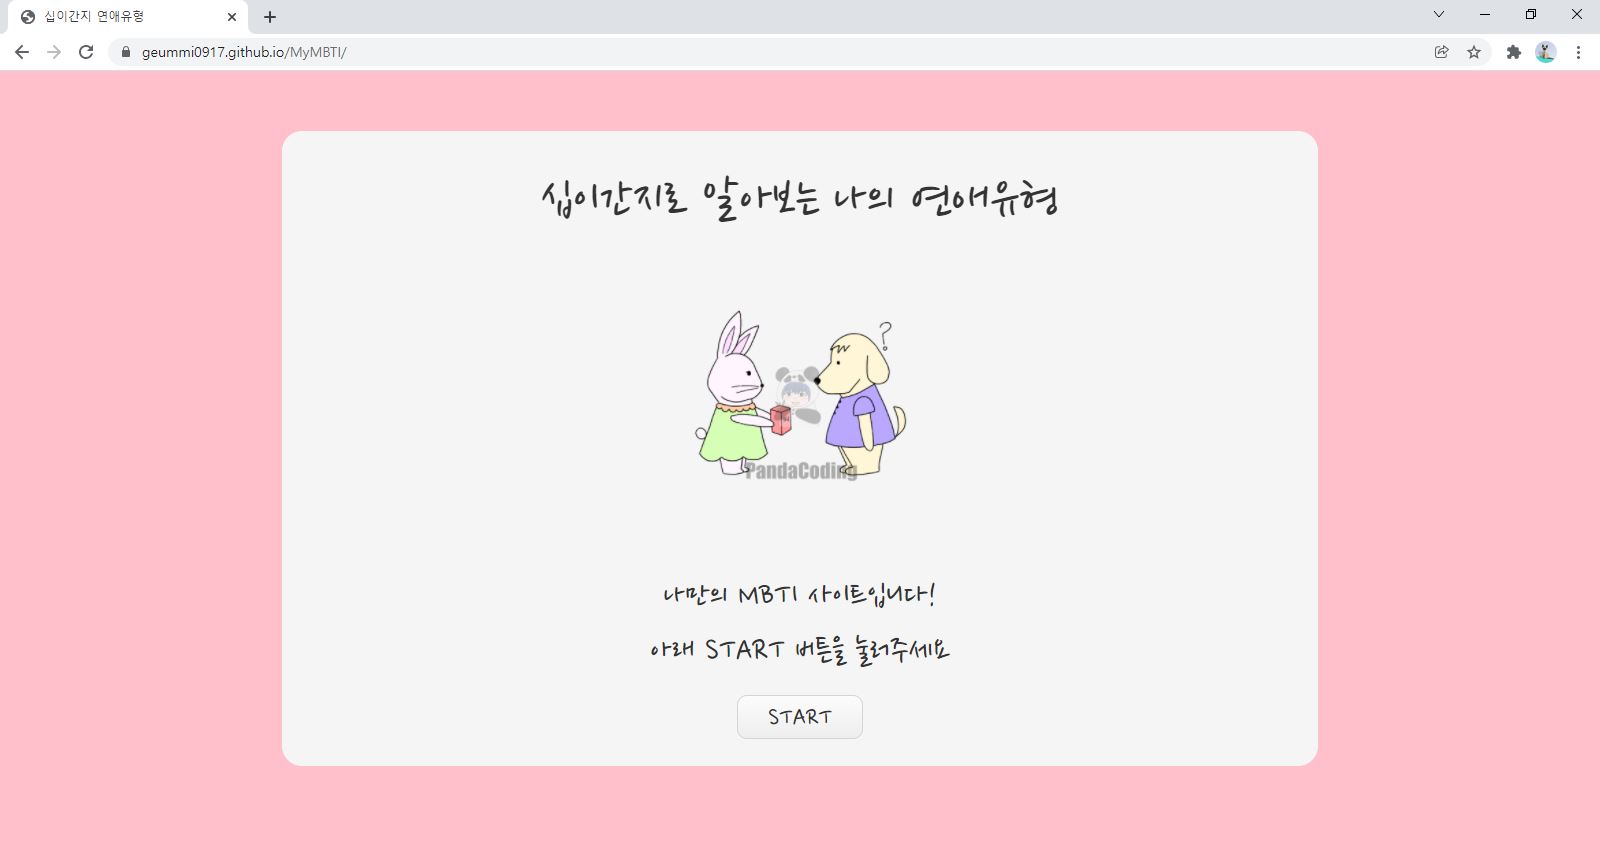 십이간지 연애유형
geummi0917.github.io/MyMBTI/
십이간지로 알아보는 나의 연애유형
?
PandaCoding
나만의 MBTI 사이트입니다!
아래 START 버튼을 눌러주세요
START